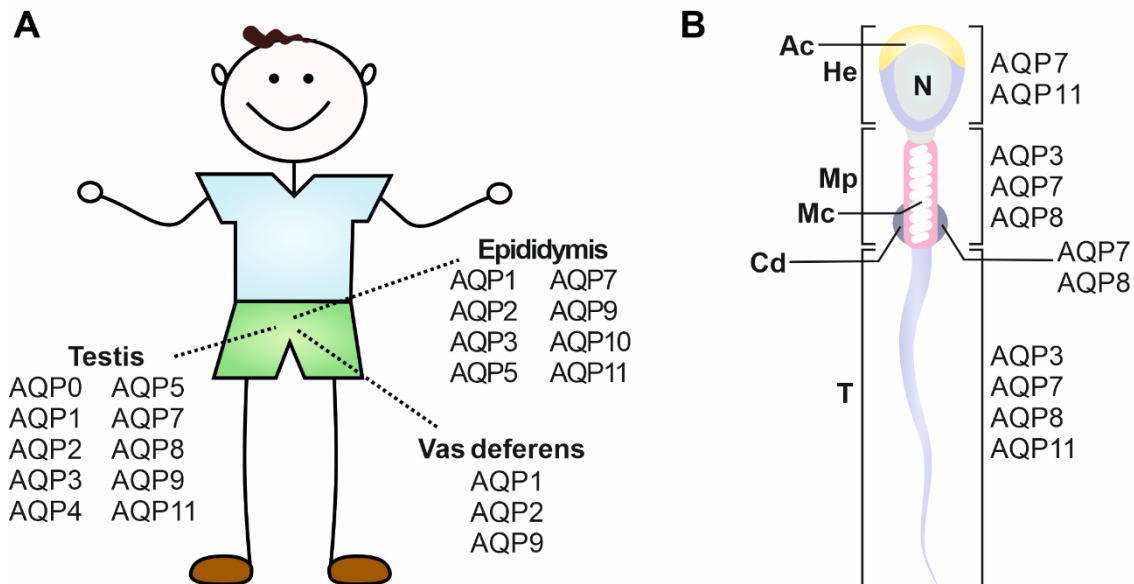 A
Epididymis
AQP1 AQP7
AQP2 AQP9
AQP3 AQP10
AQP5 AQP11
Testis
AQP0 AQP5
AQP1 AQP7
AQP2 AQP8
AQP3 AQP9
AQP4 AQP11
Vas deferens
AQP1
AQP2
AQP9
B
Ac
He
N
AQP7
AQP11
Mp
Mc
AQP3
AQP7
AQP8
Cd
AQP7
AQP8
T
AQP3
AQP7
AQP8
AQP11